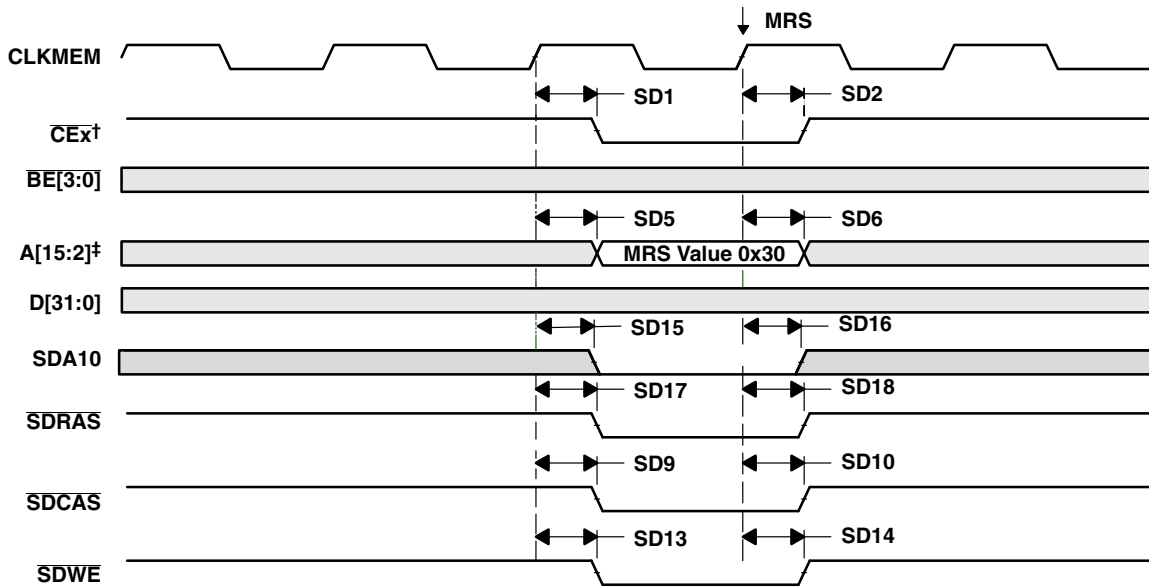 MRS
CLKMEM
SD1 SD2
CEx†
BE[3:0]
SD5 SD6
A[15:2]‡ MRS Value 0x30
D[31:0]
SD15 SD16
SDA10
SD17 SD18
SDRAS
SD9 SD10
SDCAS
SD13 SD14
SDWE